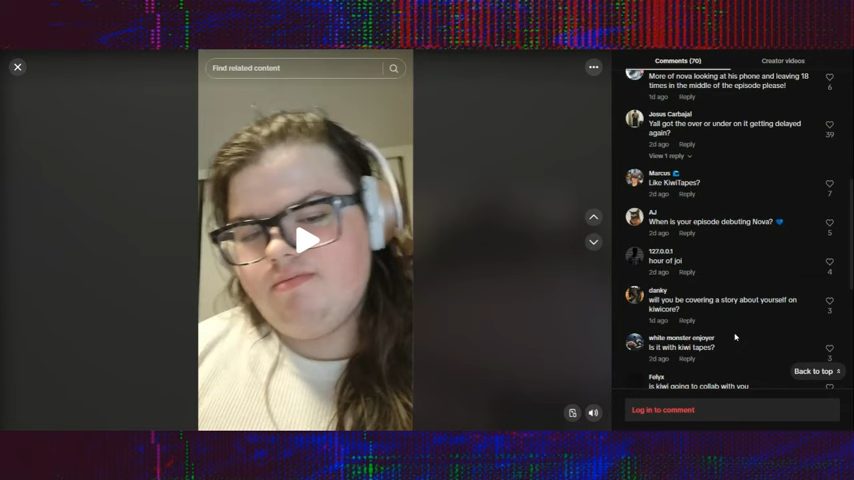 Find related content
Comments (70)
Creator videos
More of nova looking at his phone and leaving 18
times in the middle of the episode please!
1d ago Reply
6
Jesus Carbajal
Yall got the over or under on it getting delayed
again?
39
2d ago Reply
View 1 reply
Marcus
Like KiwiTapes?
7
2d ago Reply
AJ
When is your episode debuting Nova?
5
2d ago Reply
127.0.0.1
hour of joi
4
2d ago Reply
danky
will you be covering a story about yourself on
kiwicore?
3
1d ago Reply
white monster enjoyer
Is it with kiwi tapes?
3
2d ago Reply
Back to top
Felyx
is kiwi going to collab with you
Log in to comment